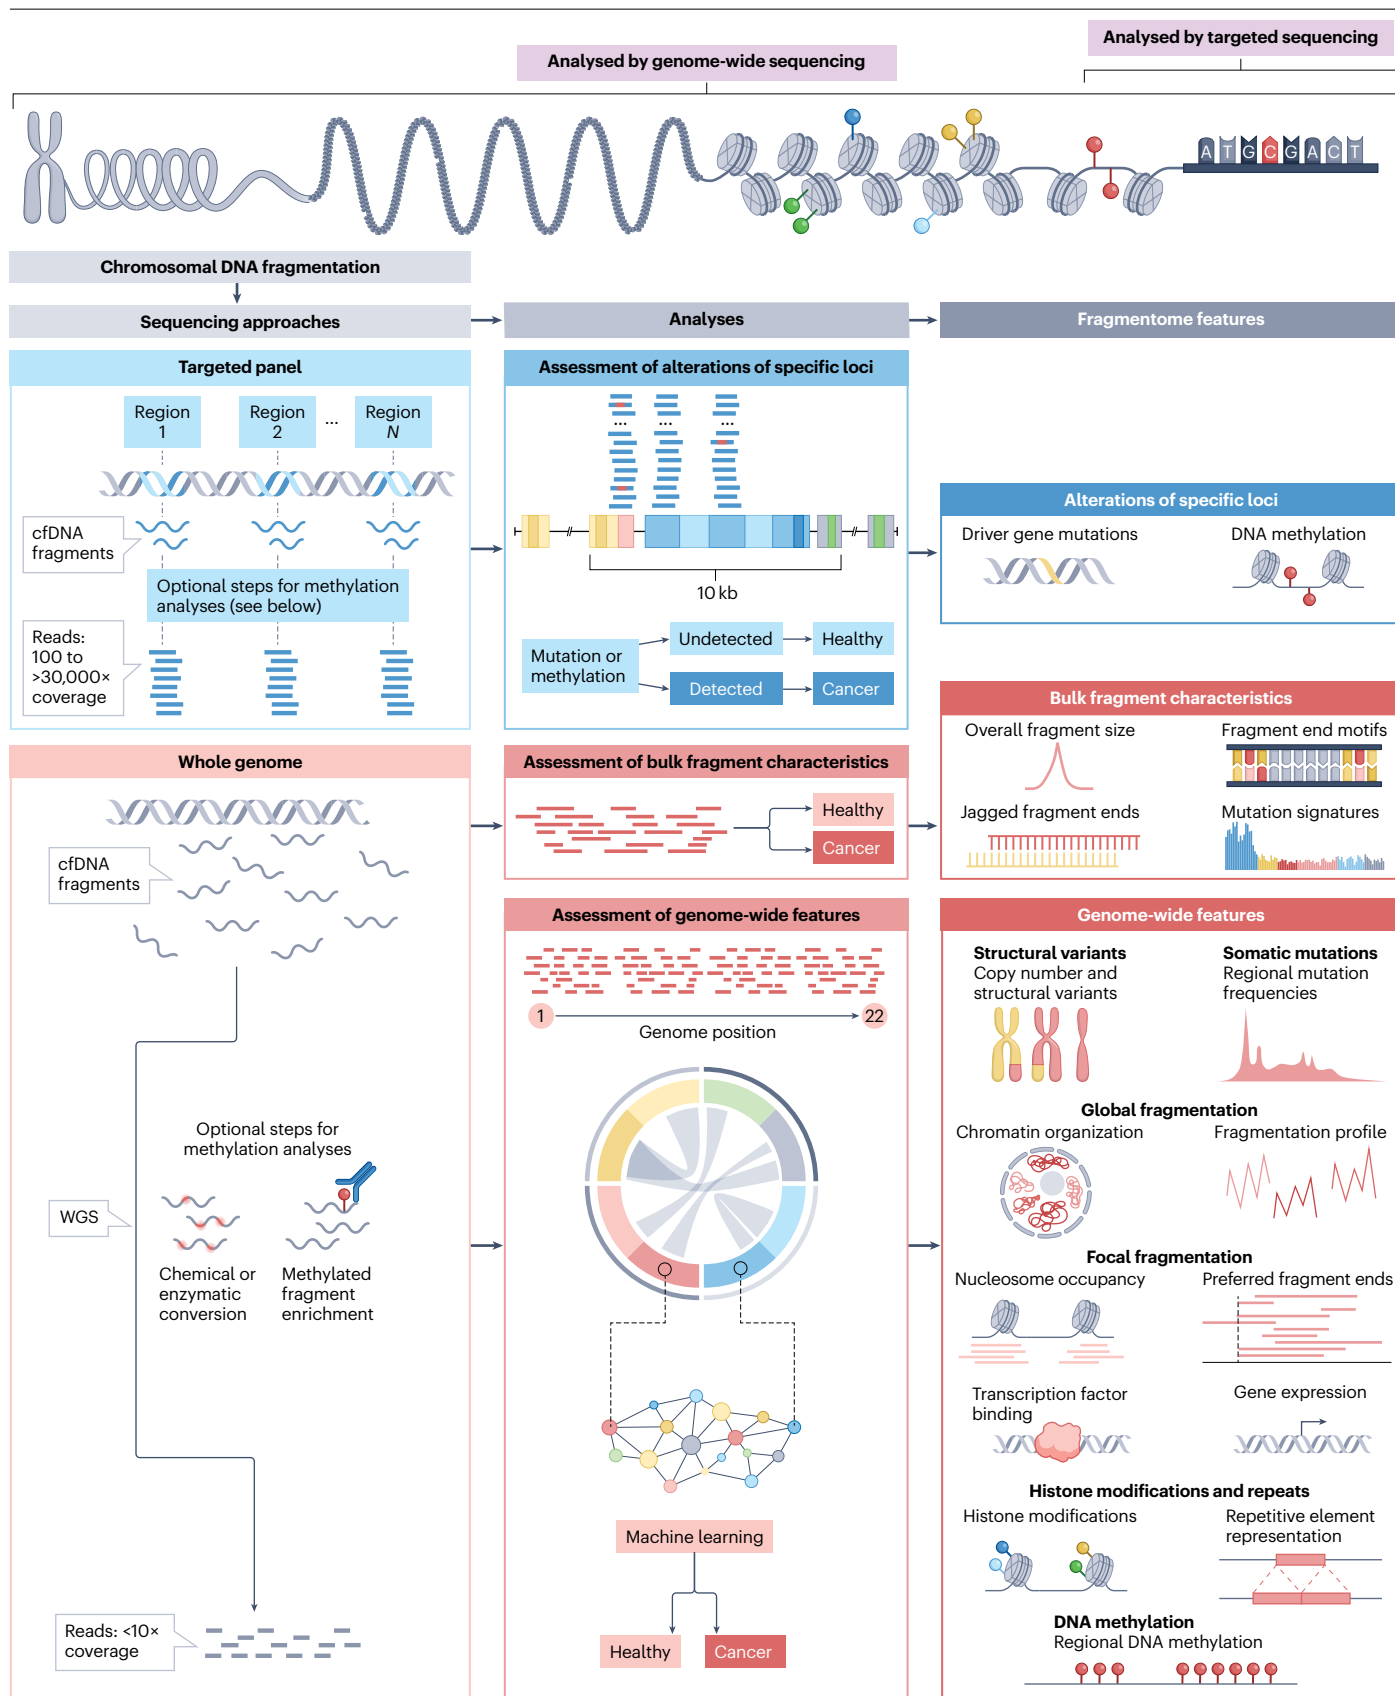 Analysed by targeted sequencing
Analysed by genome-wide sequencing
A T G C G A C T
Chromosomal DNA fragmentation
Sequencing approaches
Analyses
Fragmentome features
Targeted panel
Region
1
Region
2
...
Region
N
cfDNA
fragments
Optional steps for methylation
analyses (see below)
Reads:
100 to
>30,000×
coverage
Assessment of alterations of specific loci
...
...
...
10 kb
Mutation or
methylation
Undetected
Healthy
Detected
Cancer
Alterations of specific loci
Driver gene mutations
DNA methylation
Whole genome
cfDNA
fragments
WGS
Optional steps for
methylation analyses
Chemical or
enzymatic
conversion
Methylated
fragment
enrichment
Reads: <10×
coverage
Assessment of bulk fragment characteristics
Healthy
Cancer
Bulk fragment characteristics
Overall fragment size
Fragment end motifs
Jagged fragment ends
Mutation signatures
Assessment of genome-wide features
1
22
Genome position
Machine learning
Healthy
Cancer
Genome-wide features
Structural variants
Copy number and
structural variants
Somatic mutations
Regional mutation
frequencies
Global fragmentation
Chromatin organization
Fragmentation profile
Focal fragmentation
Nucleosome occupancy
Preferred fragment ends
Transcription factor
binding
Gene expression
Histone modifications and repeats
Histone modifications
Repetitive element
representation
DNA methylation
Regional DNA methylation